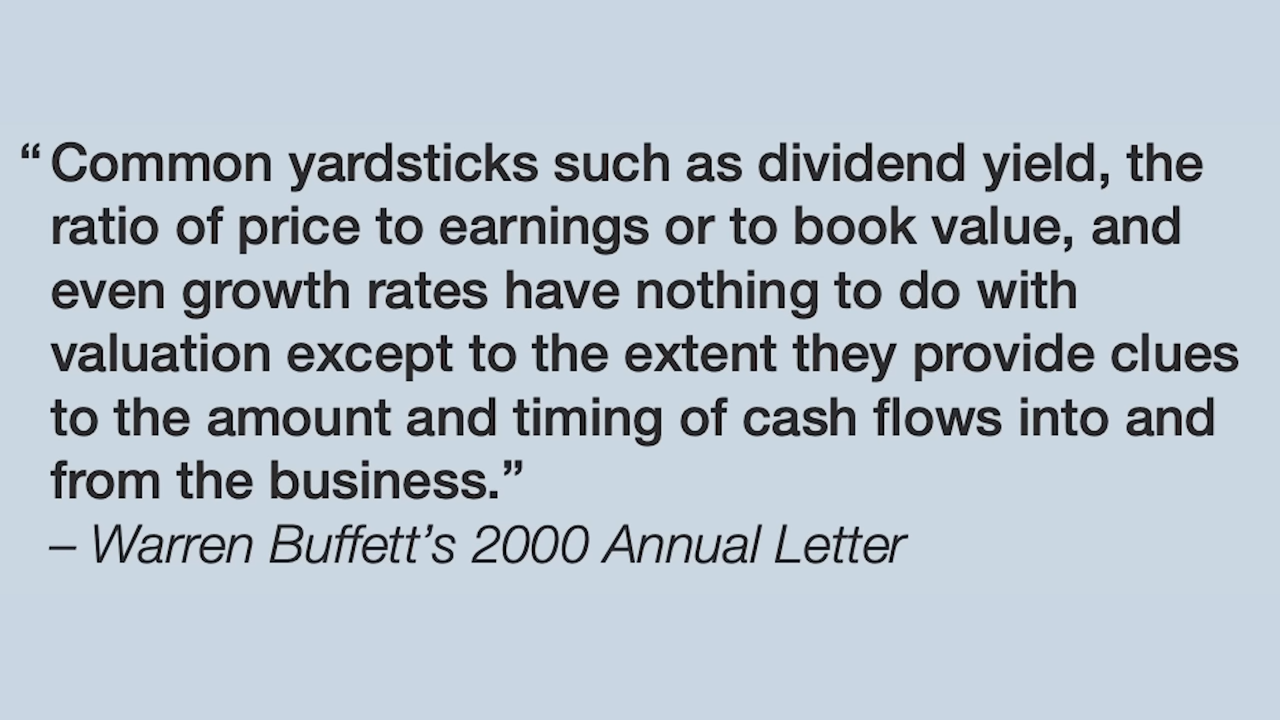 “Common yardsticks such as dividend yield, the
ratio of price to earnings or to book value, and
even growth rates have nothing to do with
valuation except to the extent they provide clues
to the amount and timing of cash flows into and
from the business.”
– Warren Buffett’s 2000 Annual Letter